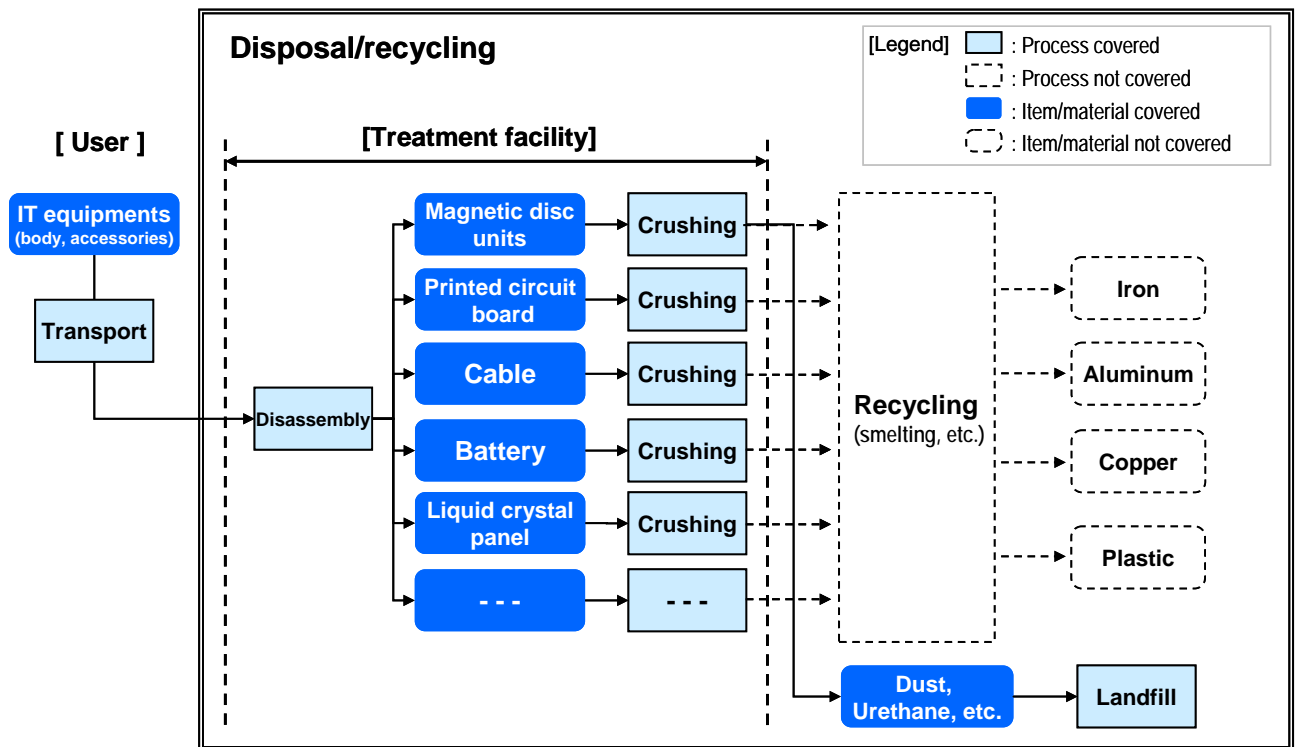 Disposal/recycling
[Legend]
: Process covered
: Process not covered
: Item/material covered
: Item/material not covered
[ User ]
[Treatment facility]
IT equipments
(body, accessories)
Transport
Disassembly
Magnetic disc
units
Crushing
Printed circuit
board
Crushing
Cable
Crushing
Battery
Crushing
Liquid crystal
panel
Crushing
- - -
- - -
Recycling
(smelting, etc.)
Iron
Aluminum
Copper
Plastic
Dust,
Urethane, etc.
Landfill